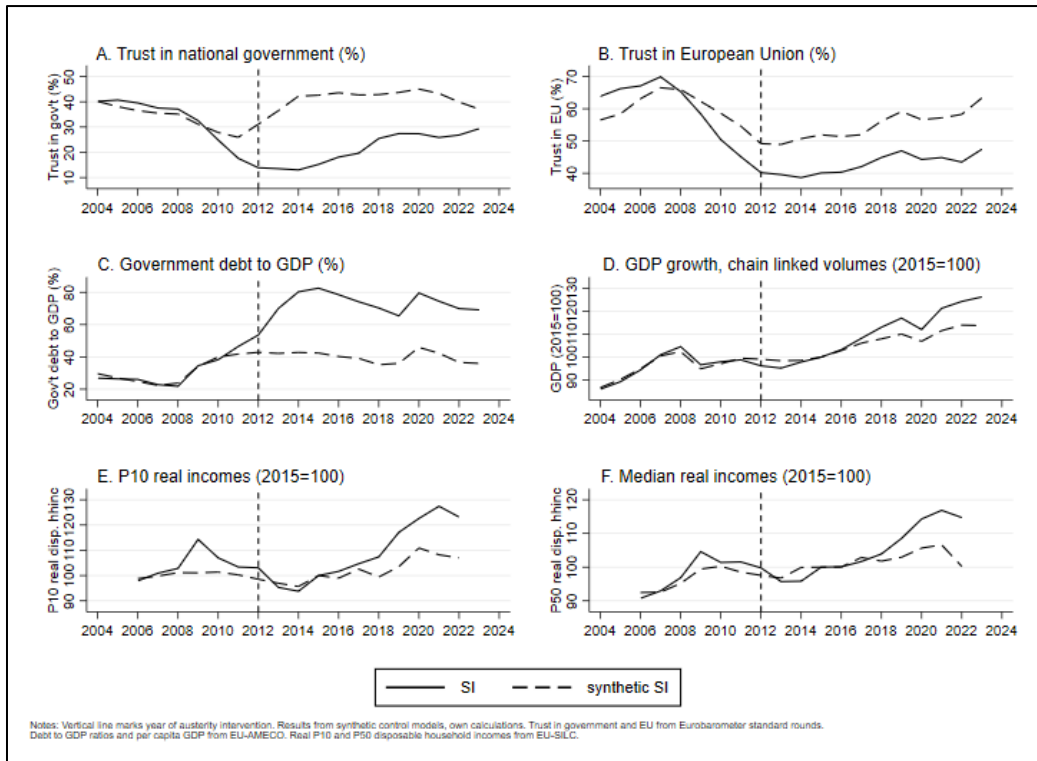 A. Trust in national government (%)
Trust in gov't (%)
50
40
30
20
10
2004 2006 2008 2010 2012 2014 2016 2018 2020 2022 2024
B. Trust in European Union (%)
Trust in EU (%)
70
60
50
40
2004 2006 2008 2010 2012 2014 2016 2018 2020 2022 2024
C. Government debt to GDP (%)
Gov't debt to GDP (%)
80
60
40
20
2004 2006 2008 2010 2012 2014 2016 2018 2020 2022 2024
D. GDP growth, chain linked volumes (2015=100)
GDP (2015=100)
130
120
110
100
90
2004 2006 2008 2010 2012 2014 2016 2018 2020 2022 2024
E. P10 real incomes (2015=100)
P10 real disp. hhinc
130
120
110
100
90
2004 2006 2008 2010 2012 2014 2016 2018 2020 2022 2024
F. Median real incomes (2015=100)
P50 real disp. hhinc
120
110
100
90
2004 2006 2008 2010 2012 2014 2016 2018 2020 2022 2024
SI
synthetic SI
Notes: Vertical line marks year of austerity intervention. Results from synthetic control models, own calculations. Trust in government and EU from Eurobarometer standard rounds.
Debt to GDP ratios and per capita GDP from EU-AMECO. Real P10 and P50 disposable household incomes from EU-SILC.